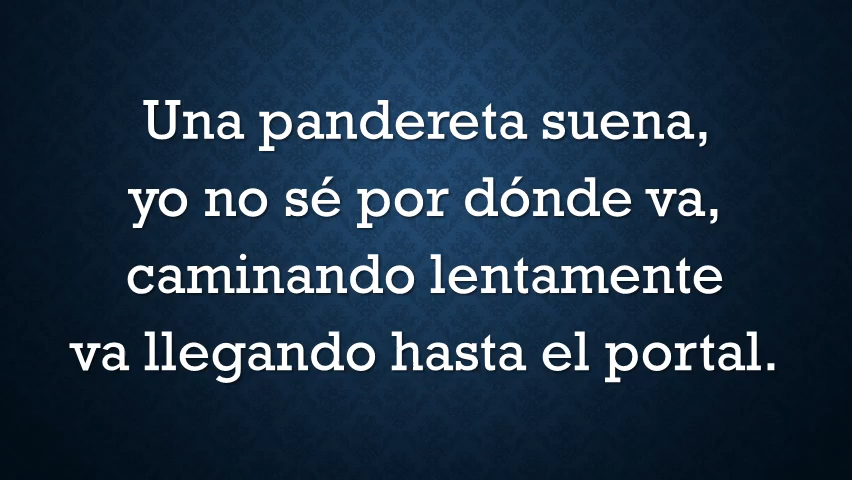 Una pandereta suena,
yo no sé por dónde va,
caminando lentamente
va llegando hasta el portal.